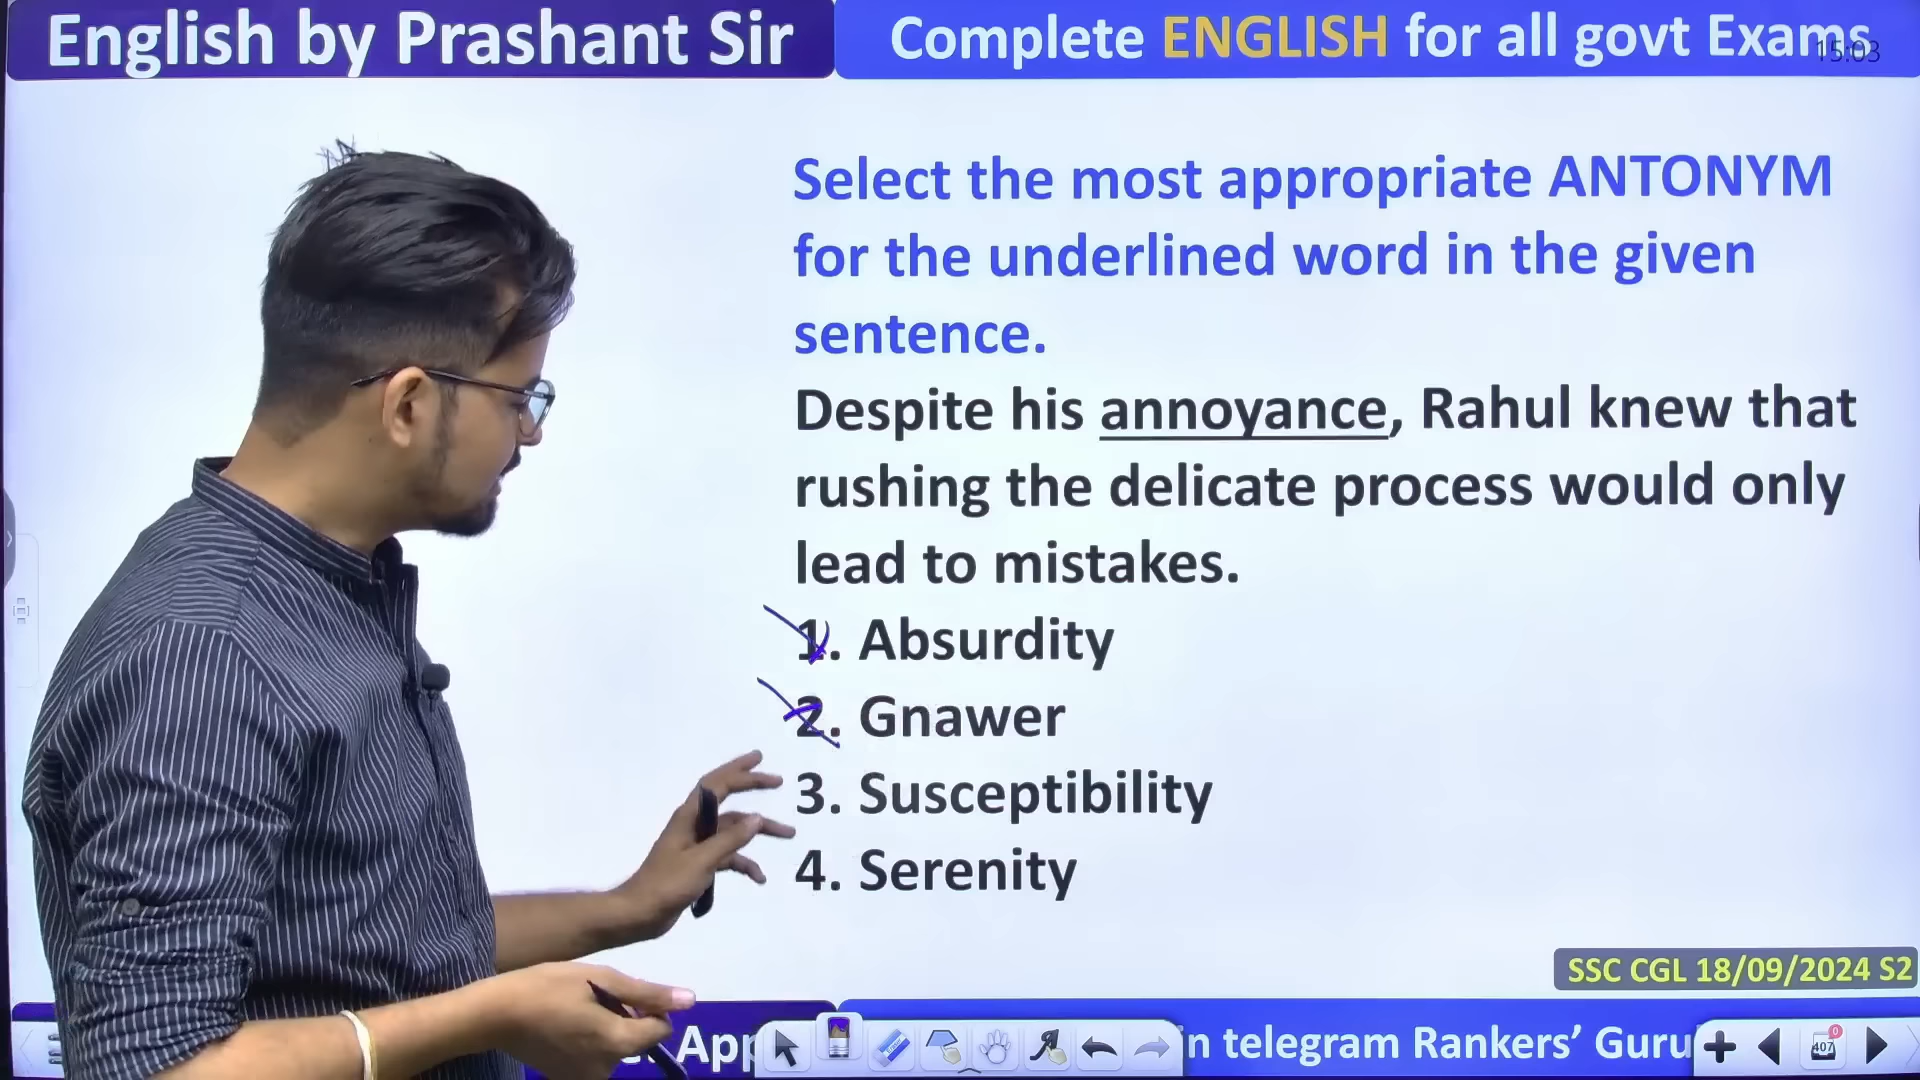 English by Prashant Sir
Complete ENGLISH for all govt Exams
15:03
Select the most appropriate ANTONYM
for the underlined word in the given
sentence.
Despite his annoyance, Rahul knew that
rushing the delicate process would only
lead to mistakes.
1. Absurdity
2. Gnawer
3. Susceptibility
4. Serenity
SSC CGL 18/09/2024 S2
in telegram Rankers' Guru
407
0